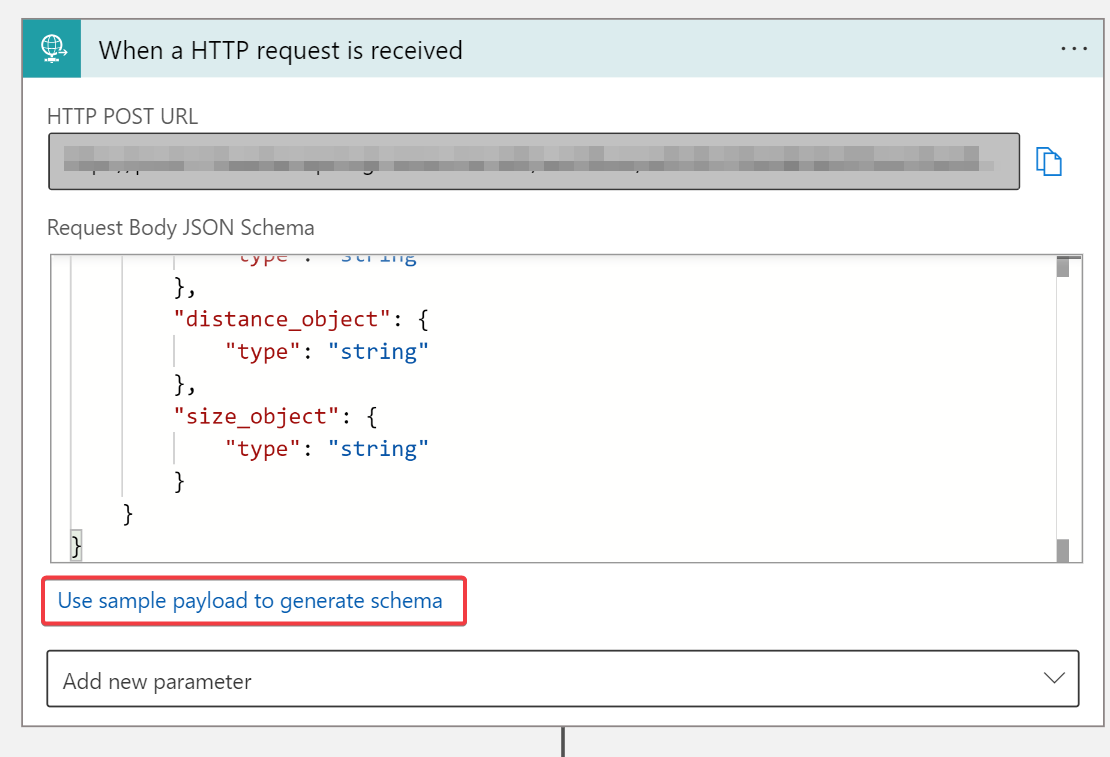 When a HTTP request is received
HTTP POST URL
Request Body JSON Schema
"type": "string"
},
"distance_object": {
"type": "string"
},
"size_object": {
"type": "string"
}
}
}
Use sample payload to generate schema
Add new parameter